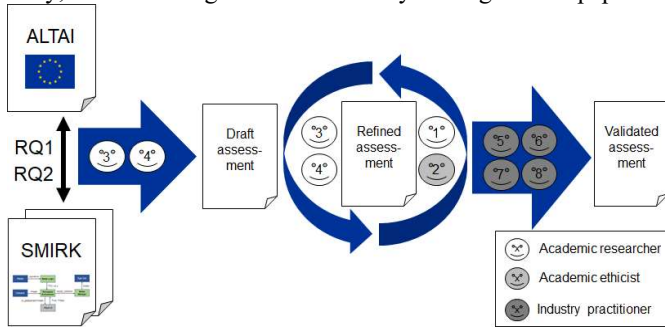 ALTAI
RQ1
RQ2
SMIRK
3 4
Draft
assess-
ment
3
4
Refined
assess-
ment
1
2
5 6
7 8
Validated
assess-
ment
Academic researcher
Academic ethicist
Industry practitioner